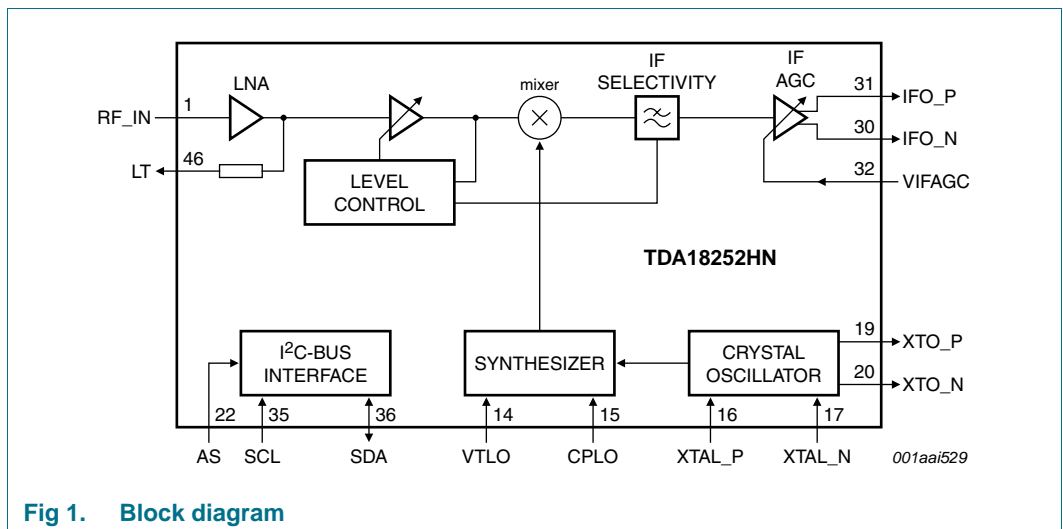 LNA
mixer
IF
SELECTIVITY
IF
AGC
RF_IN
1
31
IFO_P
30
IFO_N
LT
46
LEVEL
CONTROL
32
VIFAGC
TDA18252HN
I²C-BUS
INTERFACE
SYNTHESIZER
CRYSTAL
OSCILLATOR
19
XTO_P
20
XTO_N
22 35 36 14 15 16 17
AS SCL SDA VTLO CPLO XTAL_P XTAL_N 001aai529
Fig 1. Block diagram